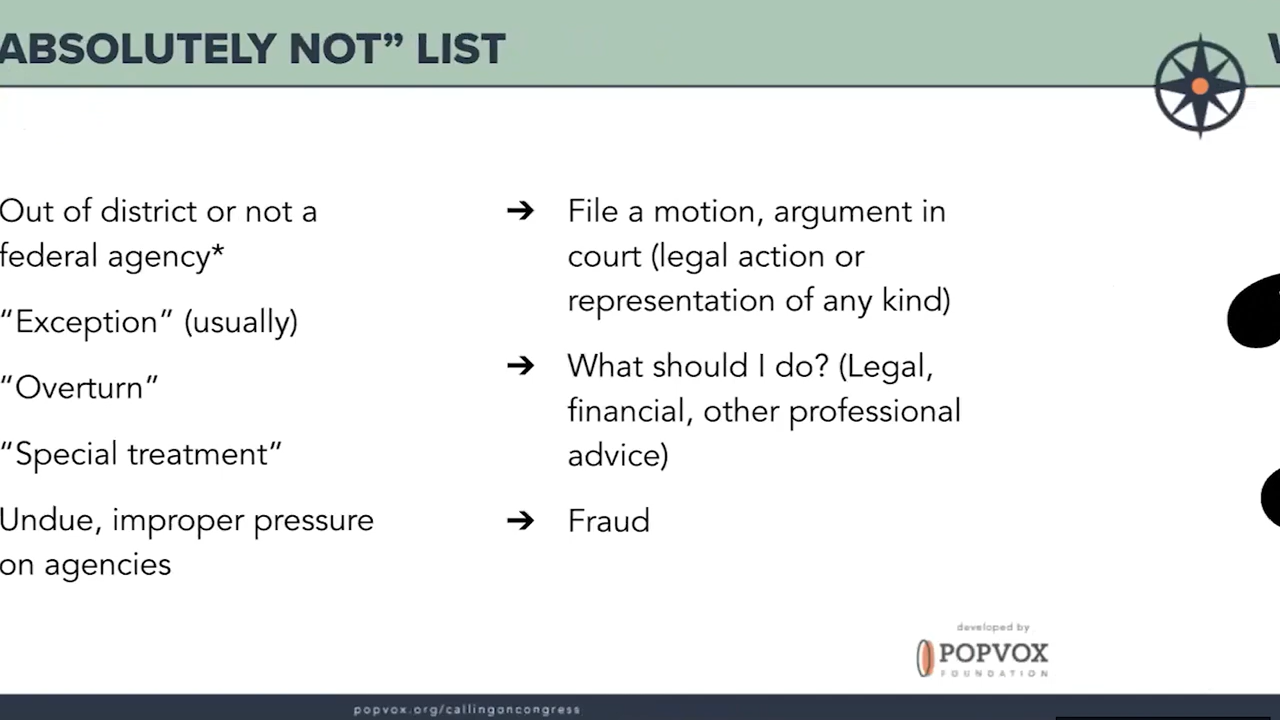 ABSOLUTELY NOT” LIST
Out of district or not a
federal agency*
“Exception” (usually)
“Overturn”
“Special treatment”
Undue, improper pressure
on agencies
➔ File a motion, argument in
court (legal action or
representation of any kind)
➔ What should I do? (Legal,
financial, other professional
advice)
➔ Fraud
developed by
POPVOX
FOUNDATION
popvox.org/callingoncongress